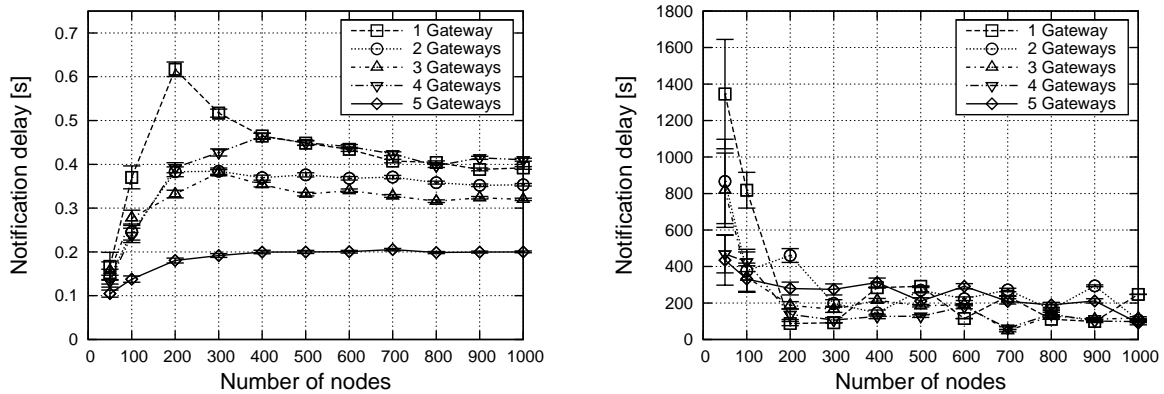 0.7
0.6
0.5
0.4
0.3
0.2
0.1
0
Notification delay [s]
0 100 200 300 400 500 600 700 800 900 1000
Number of nodes
1 Gateway
2 Gateways
3 Gateways
4 Gateways
5 Gateways
1800
1600
1400
1200
1000
800
600
400
200
0
Notification delay [s]
0 100 200 300 400 500 600 700 800 900 1000
Number of nodes
1 Gateway
2 Gateways
3 Gateways
4 Gateways
5 Gateways